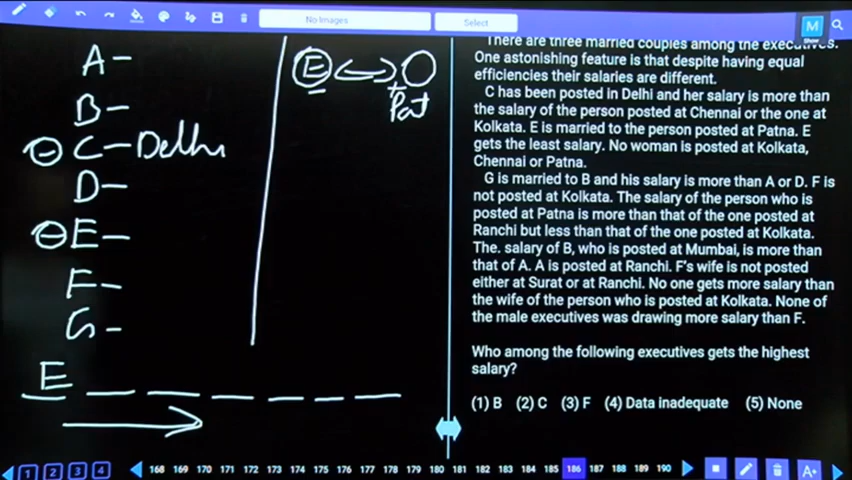 No Images
Select
M
Show
A-
B-
C-Delhi
D-
E-
F-
G-
E
E
Pat
There are three married couples among the executives.
One astonishing feature is that despite having equal
efficiencies their salaries are different.
C has been posted in Delhi and her salary is more than
the salary of the person posted at Chennai or the one at
Kolkata. E is married to the person posted at Patna. E
gets the least salary. No woman is posted at Kolkata,
Chennai or Patna.
G is married to B and his salary is more than A or D. F is
not posted at Kolkata. The salary of the person who is
posted at Patna is more than that of the one posted at
Ranchi but less than that of the one posted at Kolkata.
The. salary of B, who is posted at Mumbai, is more than
that of A. A is posted at Ranchi. F's wife is not posted
either at Surat or at Ranchi. No one gets more salary than
the wife of the person who is posted at Kolkata. None of
the male executives was drawing more salary than F.
Who among the following executives gets the highest
salary?
(1) B (2) C (3) F (4) Data inadequate (5) None
1 2 3 4 168 169 170 171 172 173 174 175 176 177 178 179 180 181 182 183 184 185 186 187 188 189 190 A+